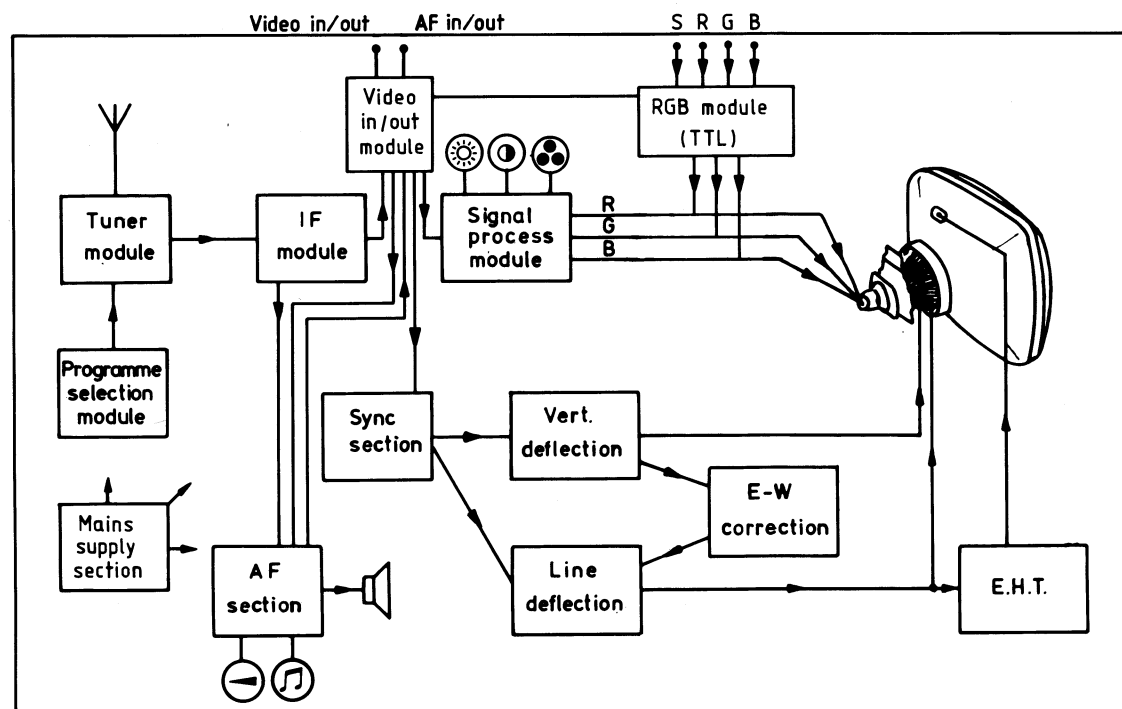 Video in/out AF in/out S R G B
Video
in/out
module
RGB module
(TTL)
Tuner
module
IF
module
Signal
process
module
R
G
B
Programme
selection
module
Sync
section
Vert.
deflection
E-W
correction
Mains
supply
section
AF
section
Line
deflection
E.H.T.